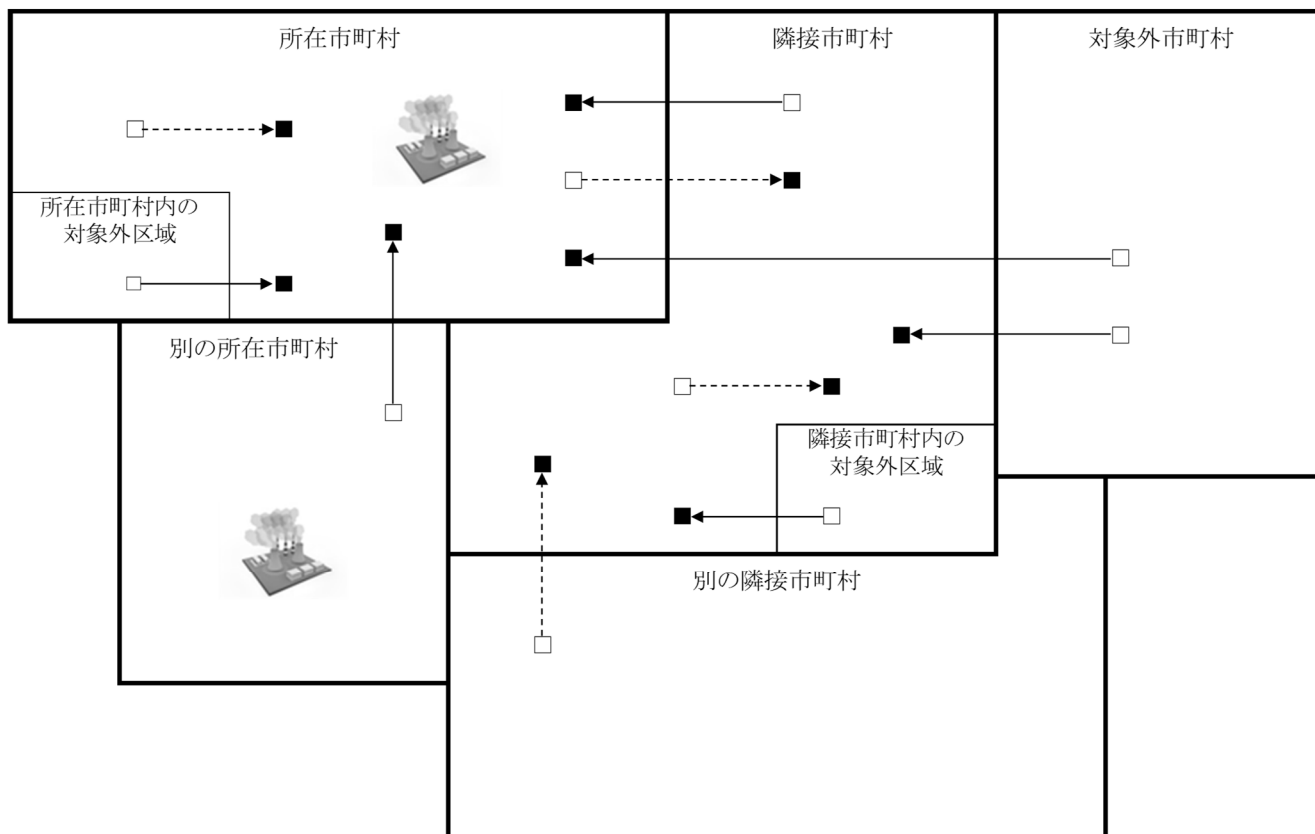 所在市町村
隣接市町村
対象外市町村
所在市町村内の
対象外区域
別の所在市町村
隣接市町村内の
対象外区域
別の隣接市町村